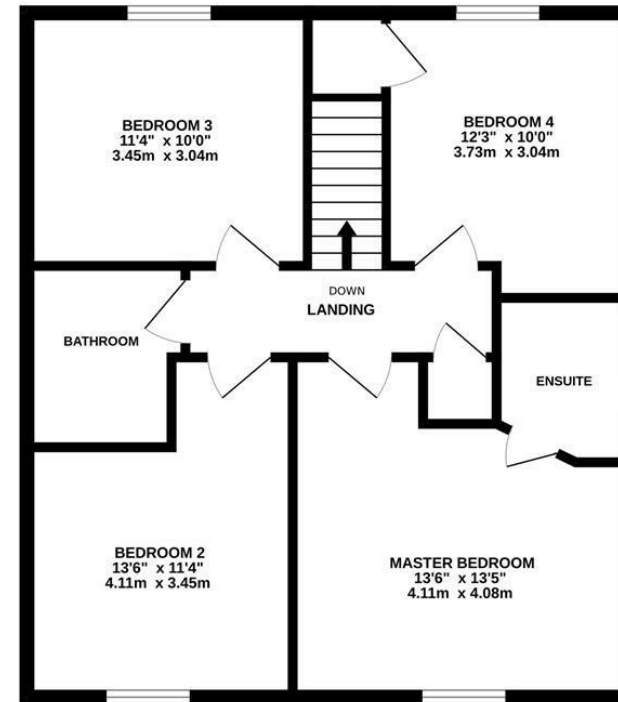 BEDROOM 3
11'4" x 10'0"
3.45m x 3.04m
BEDROOM 4
12'3" x 10'0"
3.73m x 3.04m
DOWN
LANDING
BATHROOM
ENSUITE
BEDROOM 2
13'6" x 11'4"
4.11m x 3.45m
MASTER BEDROOM
13'6" x 13'5"
4.11m x 4.08m